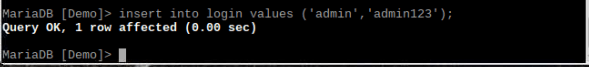 MariaDB [Demo]> insert into login values ('admin','admin123');
Query OK, 1 row affected (0.00 sec)
MariaDB [Demo]>